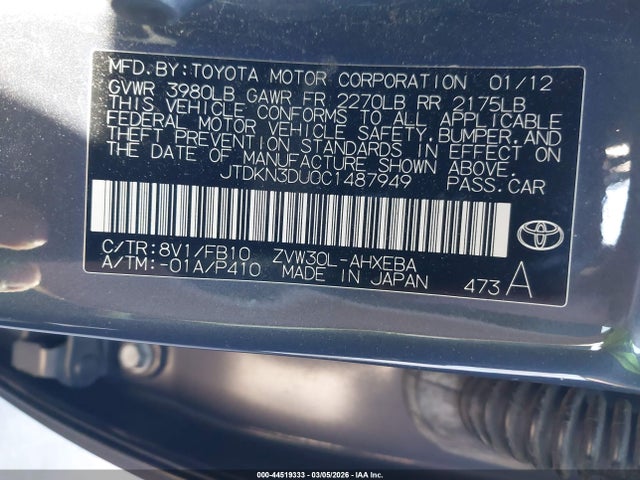 MFD. BY: TOYOTA MOTOR CORPORATION 01/12
GVWR 3980LB GAWR FR 2270LB RR 2175LB
THIS VEHICLE CONFORMS TO ALL APPLICABLE
FEDERAL MOTOR VEHICLE SAFETY, BUMPER, AND
THEFT PREVENTION STANDARDS IN EFFECT ON
THE DATE OF MANUFACTURE SHOWN ABOVE.
JTDKN3DU0C1487949 PASS. CAR
C/TR: 8V1/FB10 ZVW30L-AHXEBA
A/TM: -01A/P410 MADE IN JAPAN 473 A
000-44519333 - 03/05/2026 - IAA Inc.